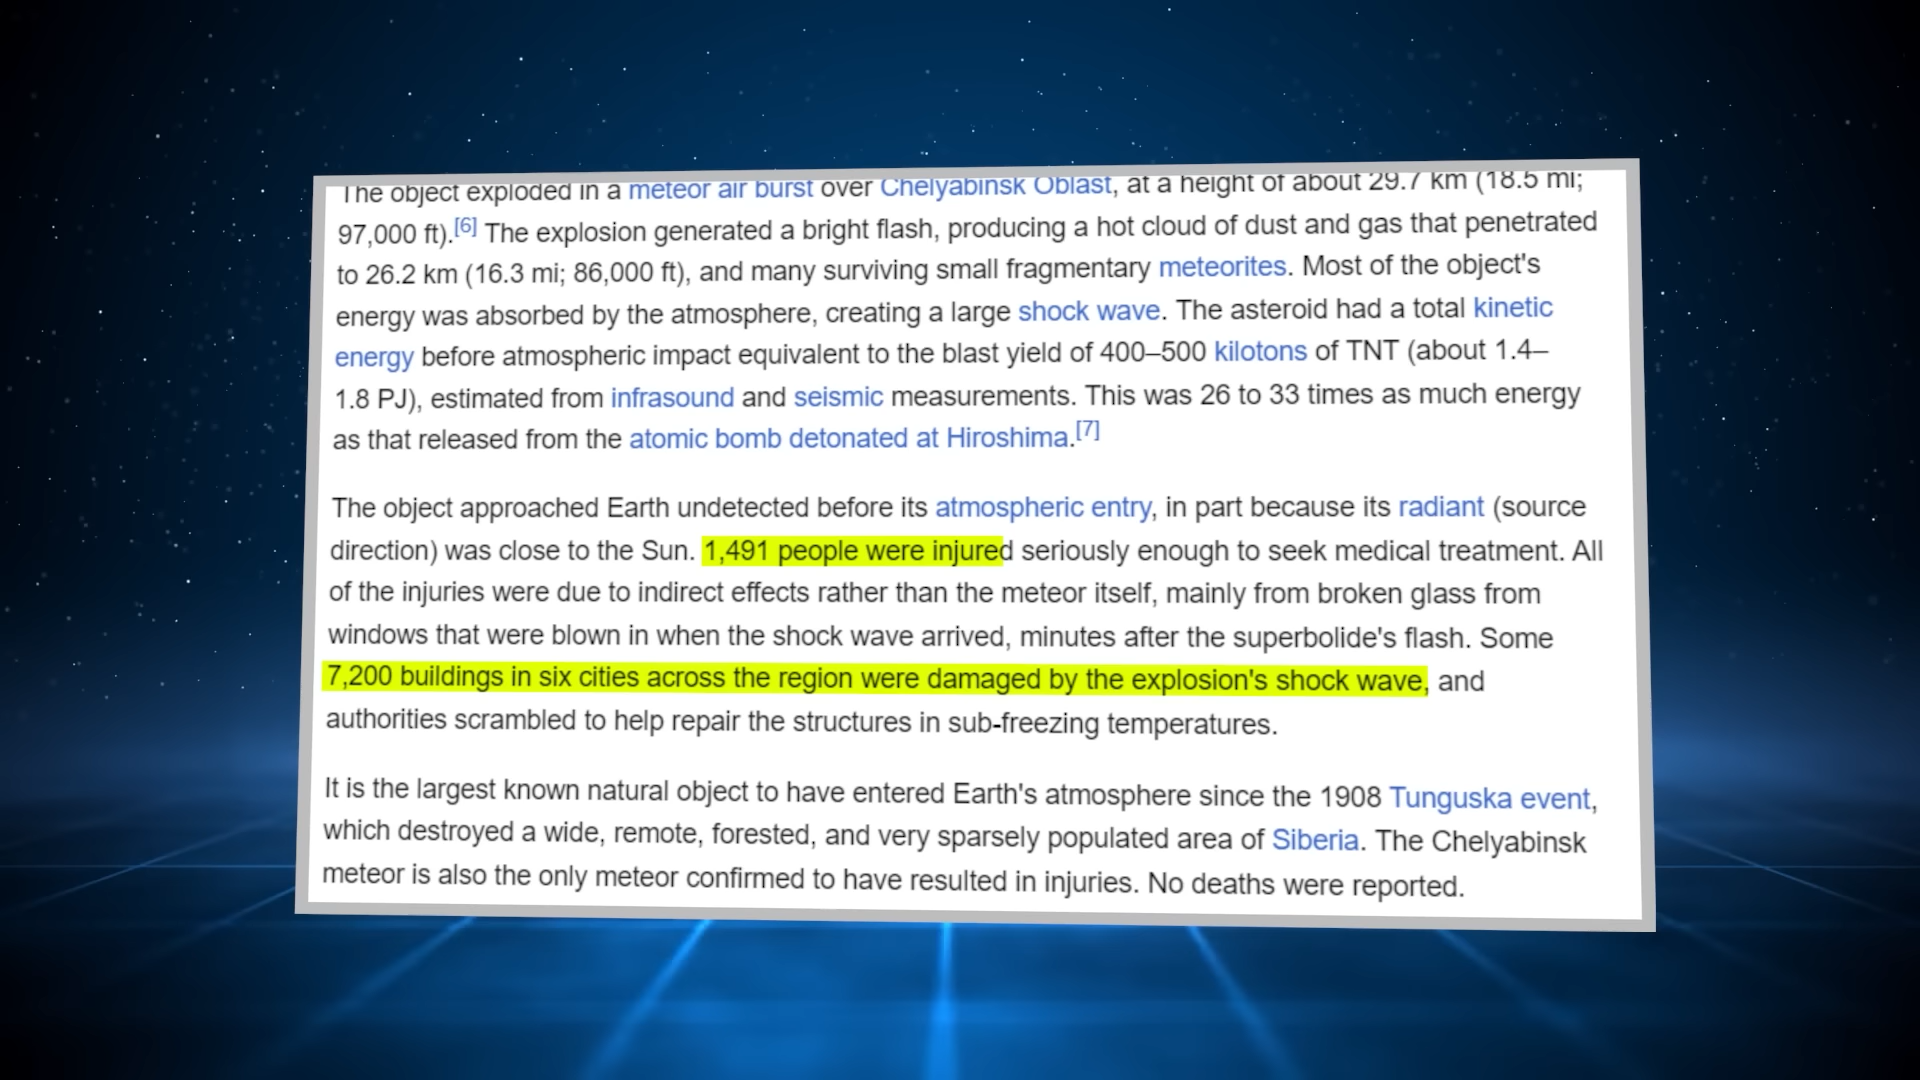 The object exploded in a meteor air burst over Chelyabinsk Oblast, at a height of about 29.7 km (18.5 mi;
97,000 ft).[6] The explosion generated a bright flash, producing a hot cloud of dust and gas that penetrated
to 26.2 km (16.3 mi; 86,000 ft), and many surviving small fragmentary meteorites. Most of the object's
energy was absorbed by the atmosphere, creating a large shock wave. The asteroid had a total kinetic
energy before atmospheric impact equivalent to the blast yield of 400–500 kilotons of TNT (about 1.4–
1.8 PJ), estimated from infrasound and seismic measurements. This was 26 to 33 times as much energy
as that released from the atomic bomb detonated at Hiroshima.[7]
The object approached Earth undetected before its atmospheric entry, in part because its radiant (source
direction) was close to the Sun. 1,491 people were injured seriously enough to seek medical treatment. All
of the injuries were due to indirect effects rather than the meteor itself, mainly from broken glass from
windows that were blown in when the shock wave arrived, minutes after the superbolide's flash. Some
7,200 buildings in six cities across the region were damaged by the explosion's shock wave, and
authorities scrambled to help repair the structures in sub-freezing temperatures.
It is the largest known natural object to have entered Earth's atmosphere since the 1908 Tunguska event,
which destroyed a wide, remote, forested, and very sparsely populated area of Siberia. The Chelyabinsk
meteor is also the only meteor confirmed to have resulted in injuries. No deaths were reported.